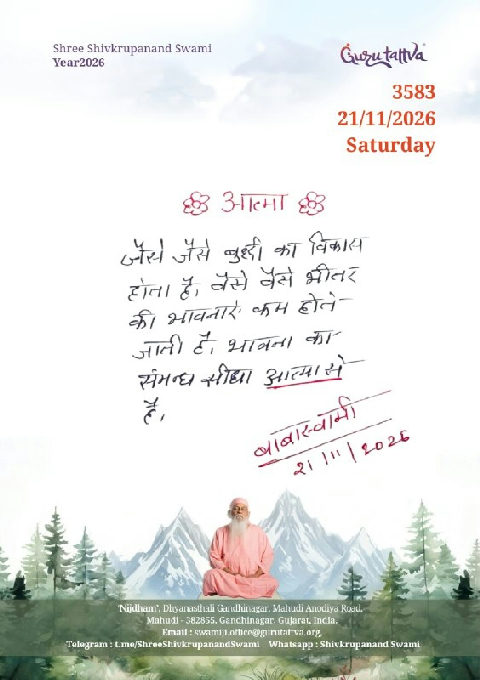 Shree Shivkrupanand Swami
Year2026
Gurutattva
3583
21/11/2026
Saturday
आत्मा
जैसे जैसे बुध्दी का विकास
होता है, वैसे वैसे भीतर
की भावनाएं कम होते
जाती है, भावना का
संमन्ध सीधा आत्मा से
है,
बाबास्वामी
21/11/2026
"Nijdham", Dhyanasthali Gandhinagar, Mahudi Anodiya Road,
Mahudi - 382855, Gandhinagar, Gujarat, India.
Email : swamiji.office@gurutattva.org,
Telegram : t.me/ShreeShivkrupanandSwami Whatsapp : Shivkrupanand Swami